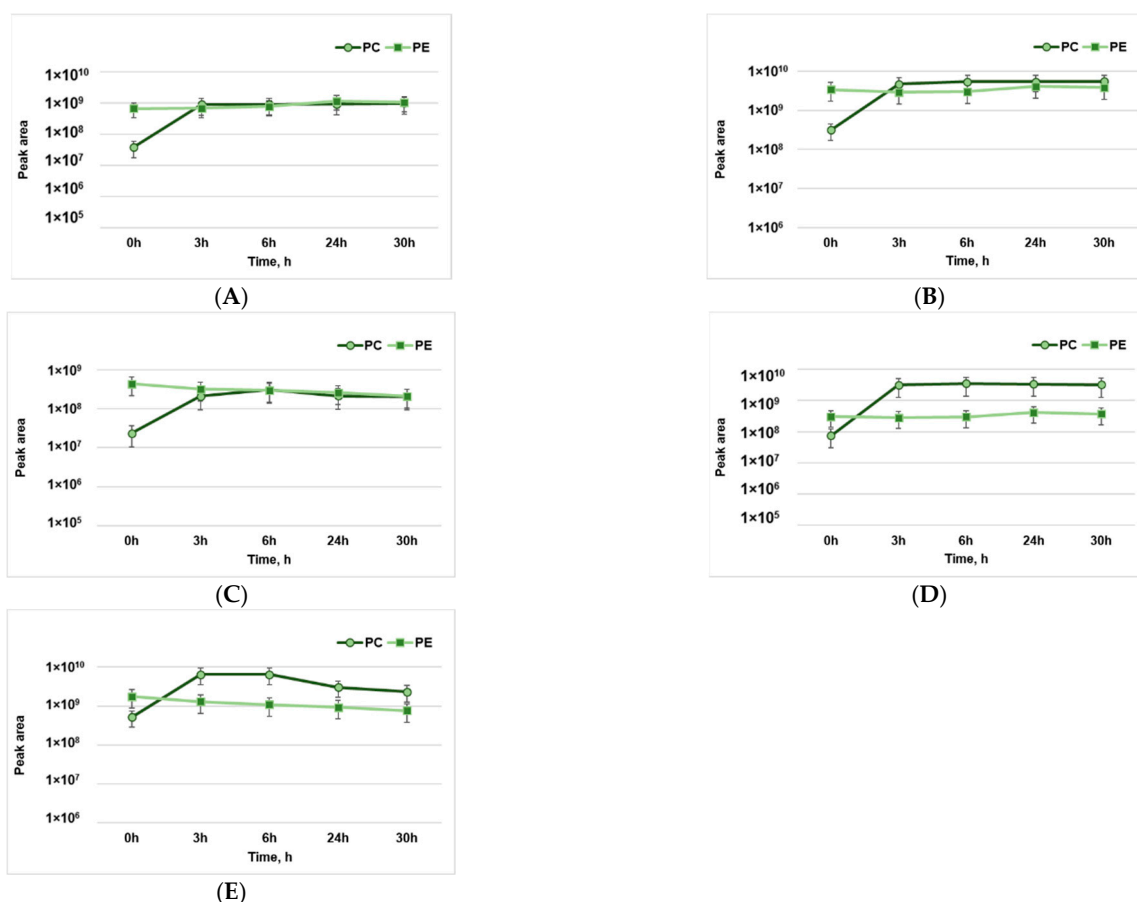 PC PE
1×10¹⁰
1×10⁹
1×10⁸
1×10⁷
1×10⁶
1×10⁵
Peak area
0h 3h 6h 24h 30h
Time, h
(A)
PC PE
1×10¹⁰
1×10⁹
1×10⁸
1×10⁷
1×10⁶
Peak area
0h 3h 6h 24h 30h
Time, h
(B)
PC PE
1×10⁹
1×10⁸
1×10⁷
1×10⁶
1×10⁵
Peak area
0h 3h 6h 24h 30h
Time, h
(C)
PC PE
1×10¹⁰
1×10⁹
1×10⁸
1×10⁷
1×10⁶
1×10⁵
Peak area
0h 3h 6h 24h 30h
Time, h
(D)
PC PE
1×10¹⁰
1×10⁹
1×10⁸
1×10⁷
1×10⁶
Peak area
0h 3h 6h 24h 30h
Time, h
(E)